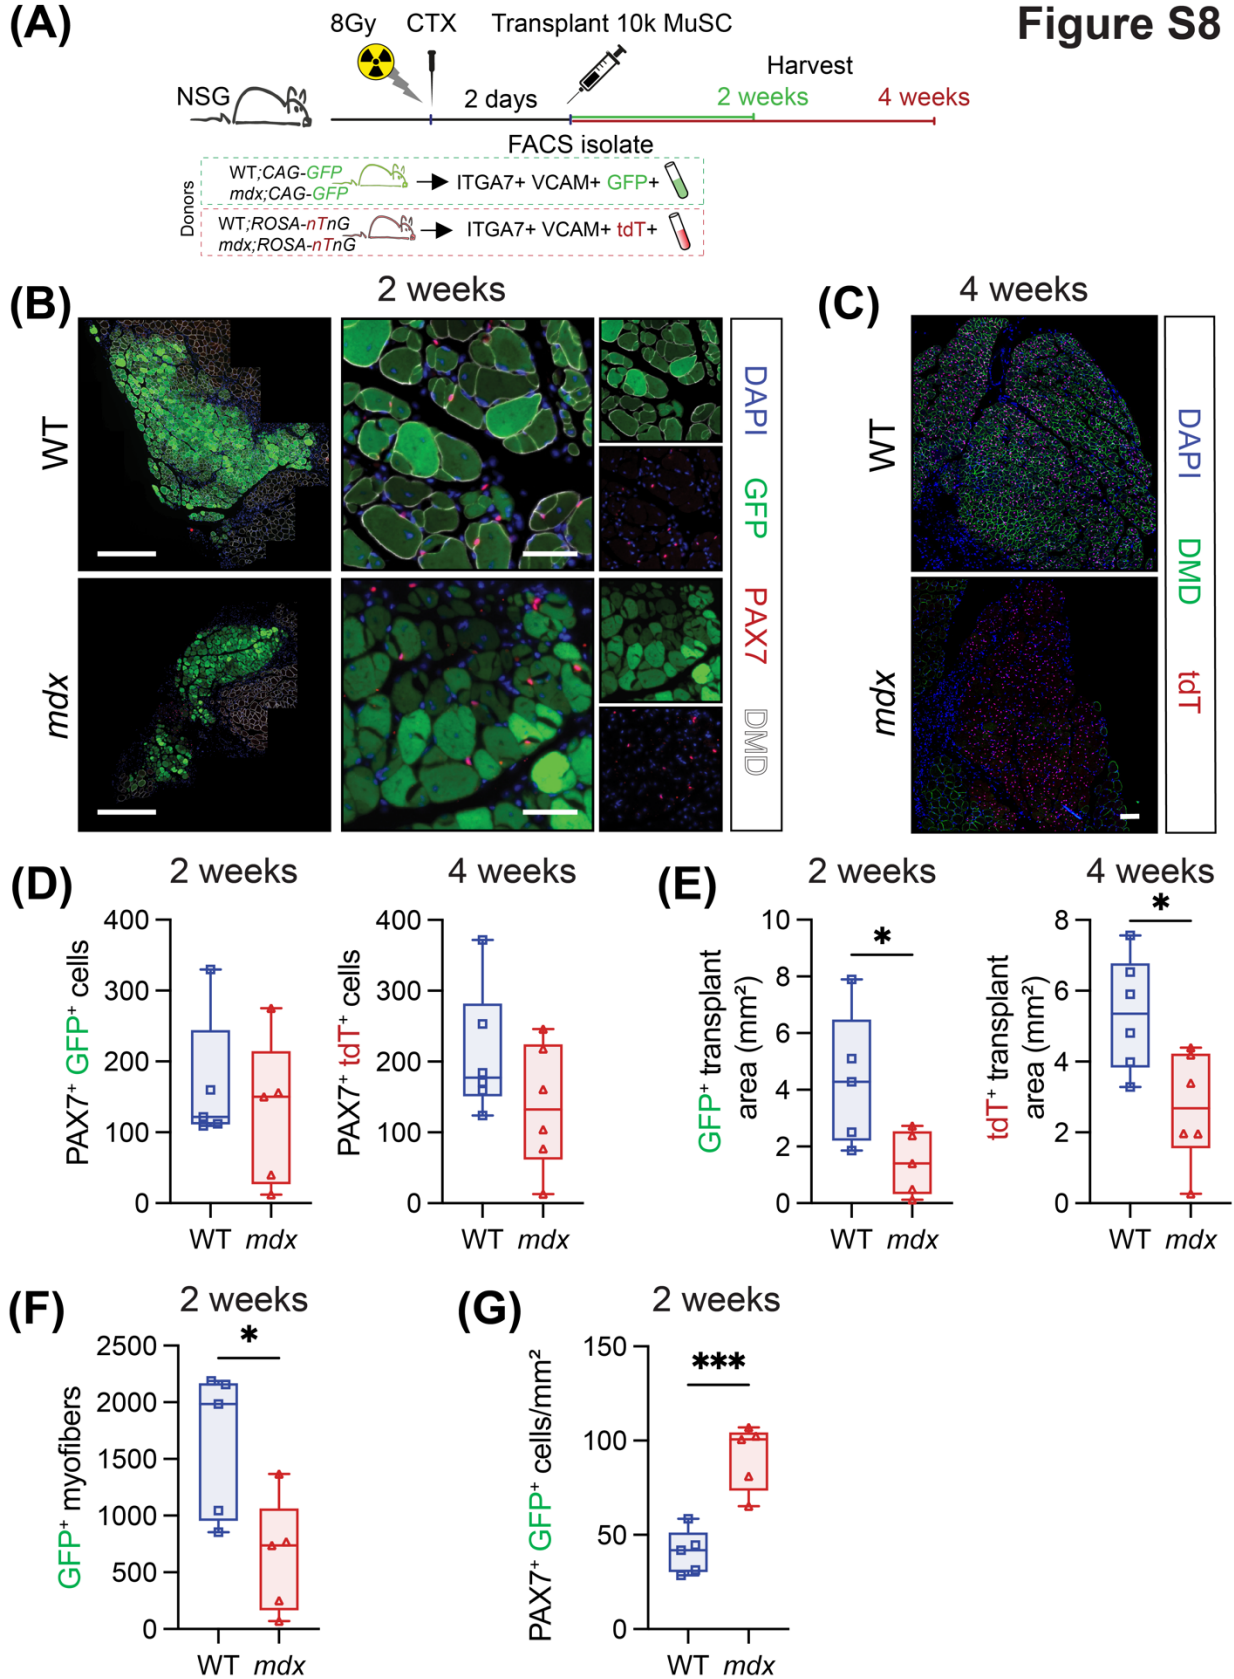 (A)
Figure S8
8Gy CTX Transplant 10k MuSC
Harvest
NSG
2 days
2 weeks
4 weeks
FACS isolate
Donors
WT;CAG-GFP
mdx;CAG-GFP
ITGA7+ VCAM+ GFP+
WT;ROSA-nTnG
mdx;ROSA-nTnG
ITGA7+ VCAM+ tdT+
(B)
2 weeks
WT
mdx
DAPI GFP PAX7 DMD
(C)
4 weeks
WT
mdx
DAPI DMD tdT
(D)
2 weeks
PAX7+ GFP+ cells
400
300
200
100
0
WT mdx
4 weeks
PAX7+ tdT+ cells
400
300
200
100
0
WT mdx
(E)
2 weeks
GFP+ transplant
area (mm²)
10
8
6
4
2
0
*
WT mdx
4 weeks
tdT+ transplant
area (mm²)
8
6
4
2
0
*
WT mdx
(F)
2 weeks
GFP+ myofibers
2500
2000
1500
1000
500
0
*
WT mdx
(G)
2 weeks
PAX7+ GFP+ cells/mm²
150
100
50
0
***
WT mdx